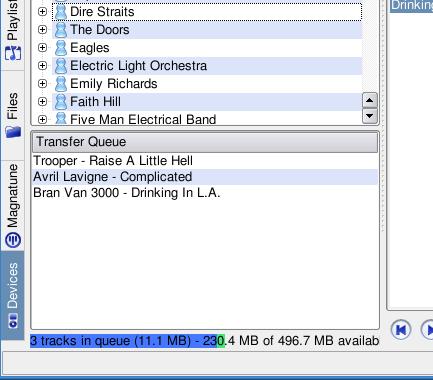 Drinking
Dire Straits
The Doors
Eagles
Electric Light Orchestra
Emily Richards
Faith Hill
Five Man Electrical Band
Playlist
Files
Magnatune
Devices
Transfer Queue
Trooper - Raise A Little Hell
Avril Lavigne - Complicated
Bran Van 3000 - Drinking In L.A.
3 tracks in queue (11.1 MB) - 230.4 MB of 496.7 MB availab